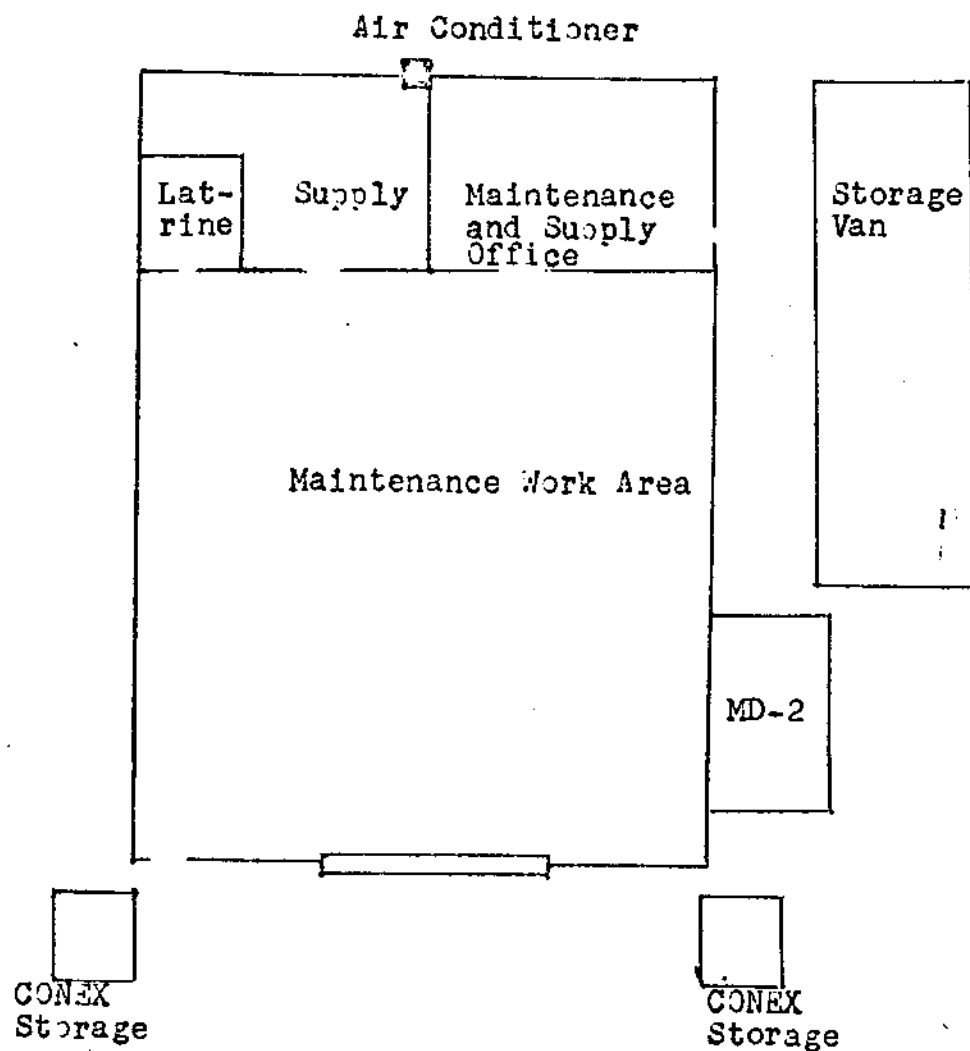 Air Conditioner
Lat-
rine
Supply
Maintenance
and Supply
Office
Storage
Van
Maintenance Work Area
MD-2
CONEX
Storage
CONEX
Storage